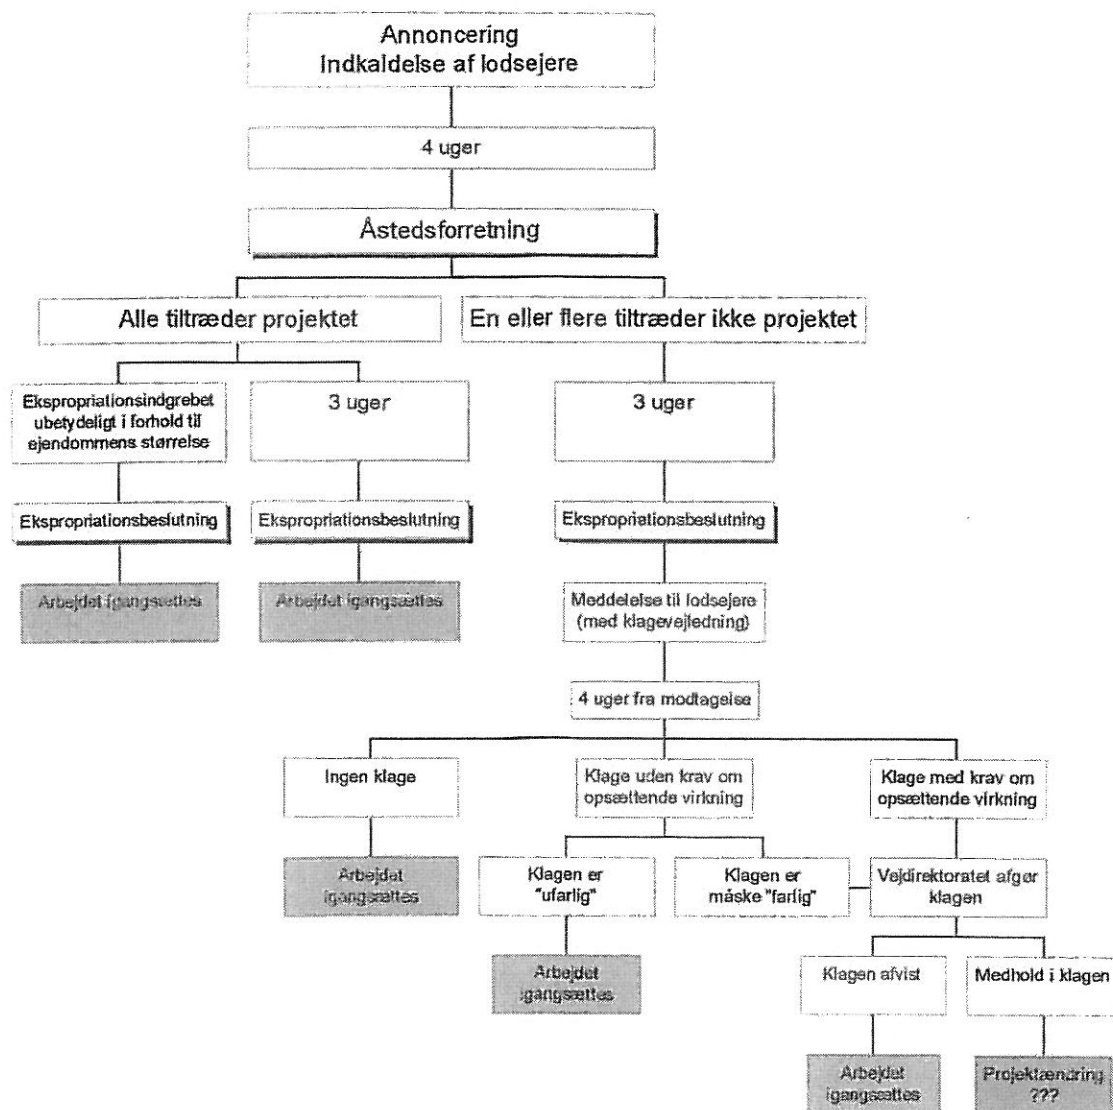 Annoncering
Indkaldelse af lodsejere
4 uger
Åstedsforretning
Alle tiltræder projektet
En eller flere tiltræder ikke projektet
Ekspropriationsindgrebet
ubetydeligt i forhold til
ejendommens størrelse
3 uger
3 uger
Ekspropriationsbeslutning
Ekspropriationsbeslutning
Ekspropriationsbeslutning
Arbejdet igangsættes
Arbejdet igangsættes
Meddelelse til lodsejere
(med klagevejledning)
4 uger fra modtagelse
Ingen klage
Klage uden krav om
opsættende virkning
Klage med krav om
opsættende virkning
Arbejdet
igangsættes
Klagen er
"ufarlig"
Klagen er
måske "farlig"
Vejdirektoratet afgør
klagen
Arbejdet
igangsættes
Klagen afvist
Medhold i klagen
Arbejdet
igangsættes
Projektændring
???